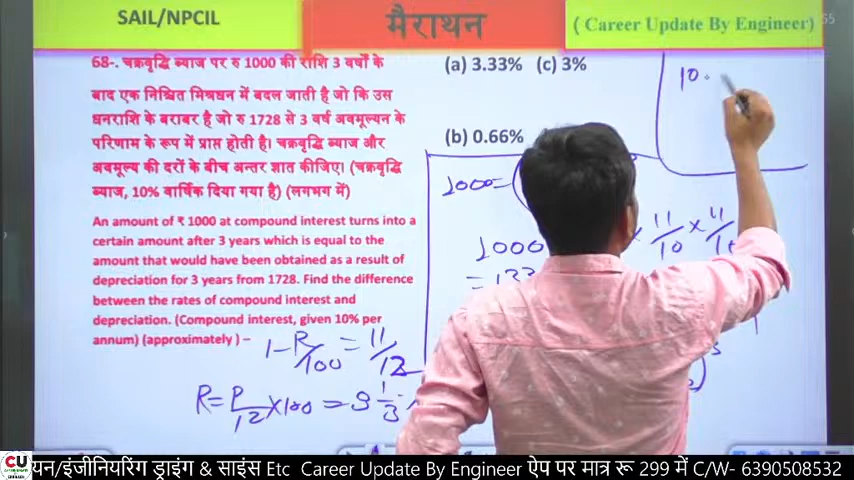 SAIL/NPCIL
मैराथन
( Career Update By Engineer)
68-. चक्रवृद्धि ब्याज पर रु 1000 की राशि 3 वर्षों के
बाद एक निश्चित मिश्रधन में बदल जाती है जो कि उस
धनराशि के बराबर है जो रु 1728 से 3 वर्ष अवमूल्यन के
परिणाम के रूप में प्राप्त होती है। चक्रवृद्धि ब्याज और
अवमूल्य की दरों के बीच अन्तर ज्ञात कीजिए। (चक्रवृद्धि
ब्याज, 10% वार्षिक दिया गया है) (लगभग में)
An amount of ₹ 1000 at compound interest turns into a
certain amount after 3 years which is equal to the
amount that would have been obtained as a result of
depreciation for 3 years from 1728. Find the difference
between the rates of compound interest and
depreciation. (Compound interest, given 10% per
annum) (approximately ) –
(a) 3.33% (c) 3%
(b) 0.66%
10.
1000=
1000 × 11/10 × 11/10
1-R/100 = 11/12
× 100 =
यन/इंजीनियरिंग ड्राइंग & साइंस Etc Career Update By Engineer ऐप पर मात्र रू 299 में C/W- 6390508532
CU